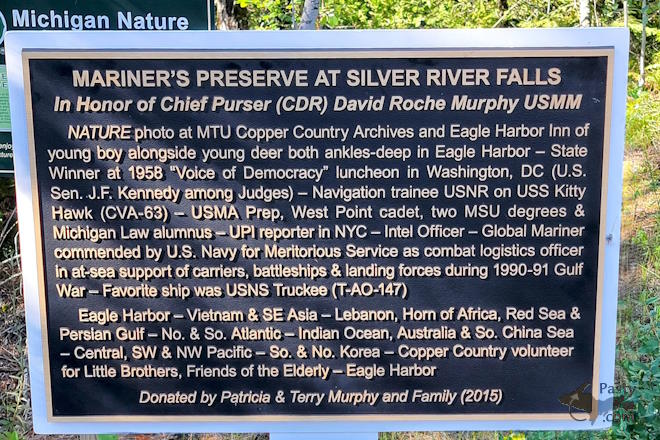 Michigan Nature
MARINER'S PRESERVE AT SILVER RIVER FALLS
In Honor of Chief Purser (CDR) David Roche Murphy USMM
NATURE photo at MTU Copper Country Archives and Eagle Harbor Inn of
young boy alongside young deer both ankles-deep in Eagle Harbor – State
Winner at 1958 "Voice of Democracy" luncheon in Washington, DC (U.S.
Sen. J.F. Kennedy among Judges) – Navigation trainee USNR on USS Kitty
Hawk (CVA-63) – USMA Prep, West Point cadet, two MSU degrees &
Michigan Law alumnus – UPI reporter in NYC – Intel Officer – Global Mariner
commended by U.S. Navy for Meritorious Service as combat logistics officer
in at-sea support of carriers, battleships & landing forces during 1990-91 Gulf
War – Favorite ship was USNS Truckee (T-AO-147)
Eagle Harbor – Vietnam & SE Asia – Lebanon, Horn of Africa, Red Sea &
Persian Gulf – No. & So. Atlantic – Indian Ocean, Australia & So. China Sea
– Central, SW & NW Pacific – So. & No. Korea – Copper Country volunteer
for Little Brothers, Friends of the Elderly – Eagle Harbor
Donated by Patricia & Terry Murphy and Family (2015)